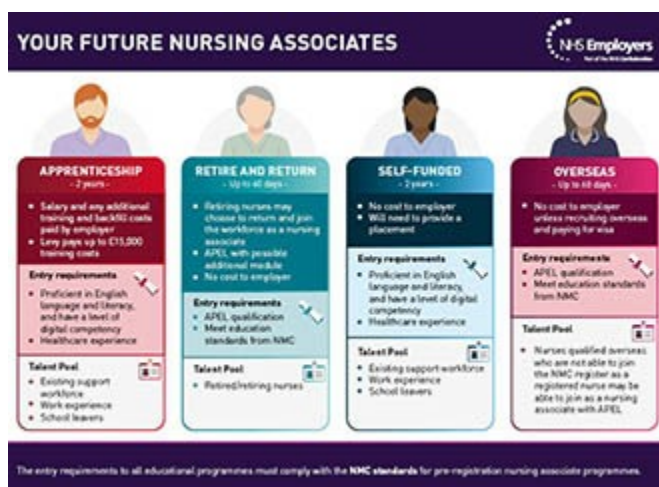 YOUR FUTURE NURSING ASSOCIATES
NHS Employers
Part of the NHS Confederation
APPRENTICESHIP
- 2 years -
• Salary and any additional
training and backfill costs
paid by employer
• Levy pays up to £15,000
training costs
Entry requirements
• Proficient in English
language and literacy,
and have a level of
digital competency
• Healthcare experience
Talent Pool
• Existing support
workforce
• Work experience
• School leavers
RETIRE AND RETURN
- Up to 60 days -
• Retiring nurses may
choose to return and join
the workforce as a nursing
associate
• APEL with possible
additional module
• No cost to employer
Entry requirements
• APEL qualification
• Meet education
standards from NMC
Talent Pool
• Retired/retiring nurses
SELF-FUNDED
- 2 years -
• No cost to employer
• Will need to provide a
placement
Entry requirements
• Proficient in English
language and literacy,
and have a level of digital
competency
• Healthcare experience
Talent Pool
• Existing support workforce
• Work experience
• School leavers
OVERSEAS
- Up to 60 days -
• No cost to employer
unless recruiting overseas
and paying for visa
Entry requirements
• APEL qualification
• Meet education standards
from NMC
Talent Pool
• Nurses qualified overseas
who are not able to join
the NMC register as a
registered nurse may be
able to join as a nursing
associate with APEL
The entry requirements to all educational programmes must comply with the NMC standards for pre-registration nursing associate programmes.